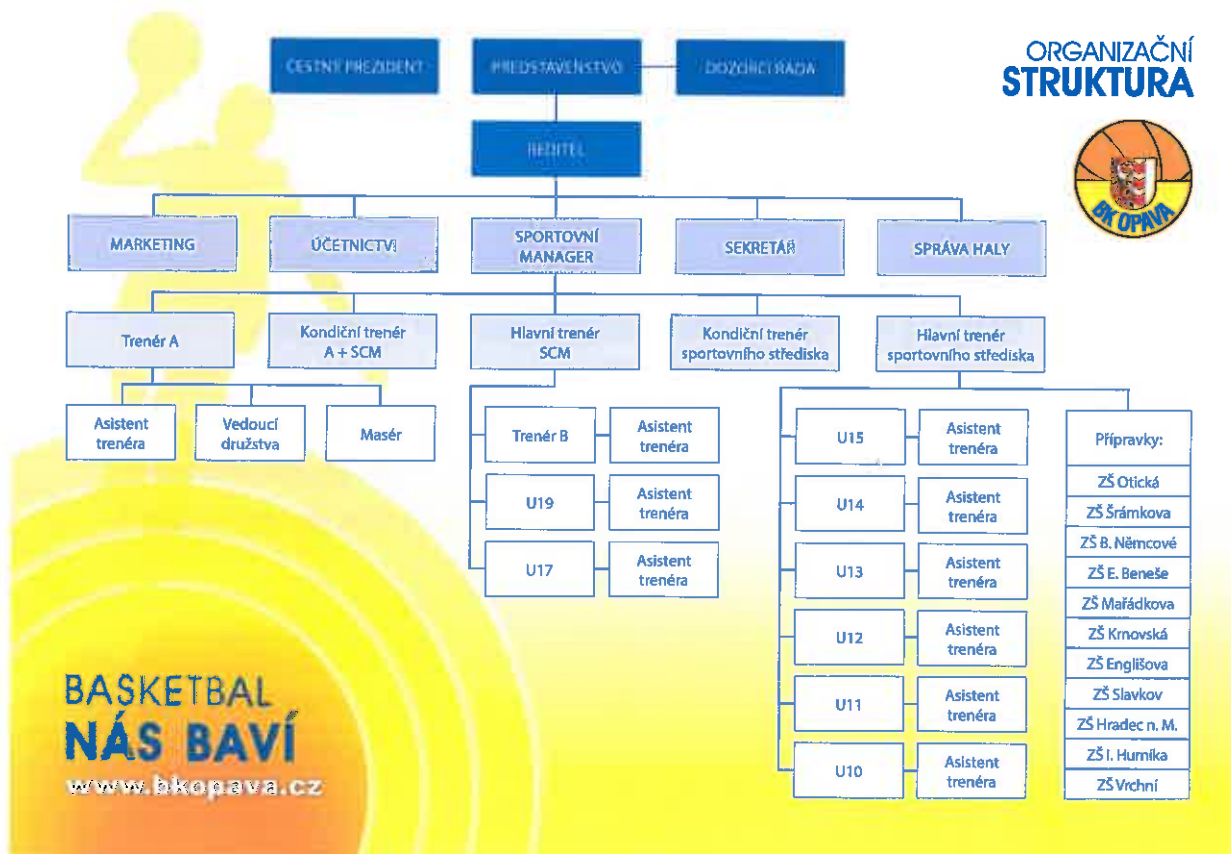 ORGANIZAČNÍ
STRUKTURA
ČESTNÝ PREZIDENT
PŘEDSTAVENSTVO
DOZORČÍ RADA
ŘEDITEL
BK OPAVA
MARKETING
ÚČETNICTVÍ
SPORTOVNÍ
MANAGER
SEKRETÁŘ
SPRÁVA HALY
Trenér A
Kondiční trenér
A + SCM
Hlavní trenér
SCM
Kondiční trenér
sportovního střediska
Hlavní trenér
sportovního střediska
Asistent
trenéra
Vedoucí
družstva
Masér
Trenér B
Asistent
trenéra
U19
Asistent
trenéra
U17
Asistent
trenéra
U15
Asistent
trenéra
U14
Asistent
trenéra
U13
Asistent
trenéra
U12
Asistent
trenéra
U11
Asistent
trenéra
U10
Asistent
trenéra
Přípravky:
ZŠ Otická
ZŠ Šrámkova
ZŠ B. Němcové
ZŠ E. Beneše
ZŠ Mařádkova
ZŠ Krnovská
ZŠ Englišova
ZŠ Slavkov
ZŠ Hradec n. M.
ZŠ I. Hurníka
ZŠ Vrchní
BASKETBAL
NÁS BAVÍ
www.bkopava.cz